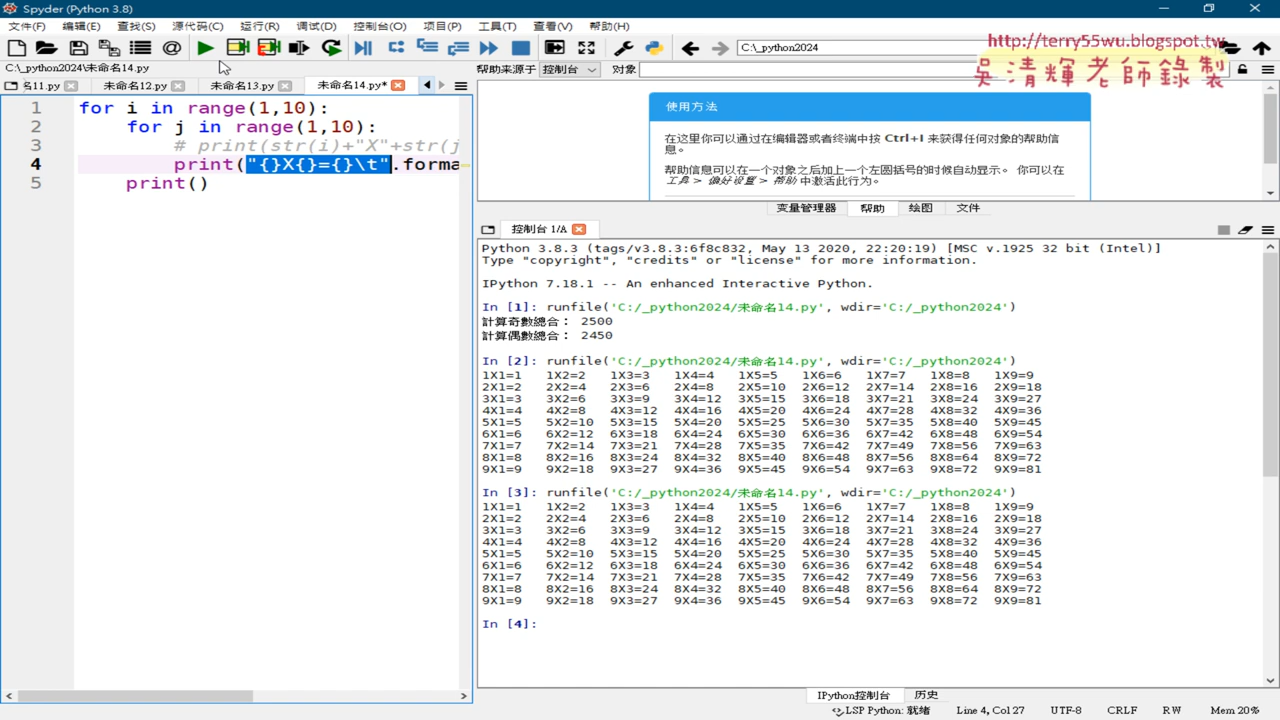 Spyder (Python 3.8)
文件(F) 编辑(E) 查找(S) 源代码(C) 运行(R) 调试(D) 控制台(O) 项目(P) 工具(T) 查看(V) 帮助(H)
C:\_python2024
http://terry55wu.blogspot.tw
吳清輝老師錄製
C:\_python2024\未命名14.py
帮助来源于 控制台 对象
名11.py 未命名12.py 未命名13.py 未命名14.py*
1 for i in range(1,10):
2 for j in range(1,10):
3 # print(str(i)+"X"+str(j
4 print("{}X{}={}\t".forma
5 print()
使用方法
在这里你可以通过在编辑器或者终端中按 Ctrl+I 来获得任何对象的帮助信息。
帮助信息可以在一个对象之后加上一个左圆括号的时候自动显示。 你可以在
工具 > 偏好设置 > 帮助 中激活此行为。
变量管理器 帮助 绘图 文件
控制台 1/A
Python 3.8.3 (tags/v3.8.3:6f8c832, May 13 2020, 22:20:19) [MSC v.1925 32 bit (Intel)]
Type "copyright", "credits" or "license" for more information.
IPython 7.18.1 -- An enhanced Interactive Python.
In [1]: runfile('C:/_python2024/未命名14.py', wdir='C:/_python2024')
計算奇數總合： 2500
計算偶數總合： 2450
In [2]: runfile('C:/_python2024/未命名14.py', wdir='C:/_python2024')
1X1=1 1X2=2 1X3=3 1X4=4 1X5=5 1X6=6 1X7=7 1X8=8 1X9=9
2X1=2 2X2=4 2X3=6 2X4=8 2X5=10 2X6=12 2X7=14 2X8=16 2X9=18
3X1=3 3X2=6 3X3=9 3X4=12 3X5=15 3X6=18 3X7=21 3X8=24 3X9=27
4X1=4 4X2=8 4X3=12 4X4=16 4X5=20 4X6=24 4X7=28 4X8=32 4X9=36
5X1=5 5X2=10 5X3=15 5X4=20 5X5=25 5X6=30 5X7=35 5X8=40 5X9=45
6X1=6 6X2=12 6X3=18 6X4=24 6X5=30 6X6=36 6X7=42 6X8=48 6X9=54
7X1=7 7X2=14 7X3=21 7X4=28 7X5=35 7X6=42 7X7=49 7X8=56 7X9=63
8X1=8 8X2=16 8X3=24 8X4=32 8X5=40 8X6=48 8X7=56 8X8=64 8X9=72
9X1=9 9X2=18 9X3=27 9X4=36 9X5=45 9X6=54 9X7=63 9X8=72 9X9=81
In [3]: runfile('C:/_python2024/未命名14.py', wdir='C:/_python2024')
1X1=1 1X2=2 1X3=3 1X4=4 1X5=5 1X6=6 1X7=7 1X8=8 1X9=9
2X1=2 2X2=4 2X3=6 2X4=8 2X5=10 2X6=12 2X7=14 2X8=16 2X9=18
3X1=3 3X2=6 3X3=9 3X4=12 3X5=15 3X6=18 3X7=21 3X8=24 3X9=27
4X1=4 4X2=8 4X3=12 4X4=16 4X5=20 4X6=24 4X7=28 4X8=32 4X9=36
5X1=5 5X2=10 5X3=15 5X4=20 5X5=25 5X6=30 5X7=35 5X8=40 5X9=45
6X1=6 6X2=12 6X3=18 6X4=24 6X5=30 6X6=36 6X7=42 6X8=48 6X9=54
7X1=7 7X2=14 7X3=21 7X4=28 7X5=35 7X6=42 7X7=49 7X8=56 7X9=63
8X1=8 8X2=16 8X3=24 8X4=32 8X5=40 8X6=48 8X7=56 8X8=64 8X9=72
9X1=9 9X2=18 9X3=27 9X4=36 9X5=45 9X6=54 9X7=63 9X8=72 9X9=81
In [4]:
IPython控制台 历史
LSP Python: 就绪 Line 4, Col 27 UTF-8 CRLF RW Mem 20%